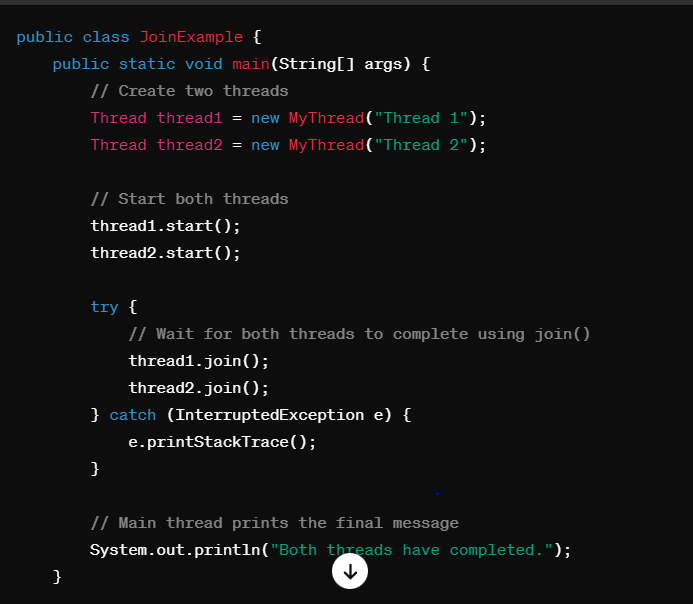 public class JoinExample {
public static void main(String[] args) {
// Create two threads
Thread thread1 = new MyThread("Thread 1");
Thread thread2 = new MyThread("Thread 2");
// Start both threads
thread1.start();
thread2.start();
try {
// Wait for both threads to complete using join()
thread1.join();
thread2.join();
} catch (InterruptedException e) {
e.printStackTrace();
}
// Main thread prints the final message
System.out.println("Both threads have completed.");
}